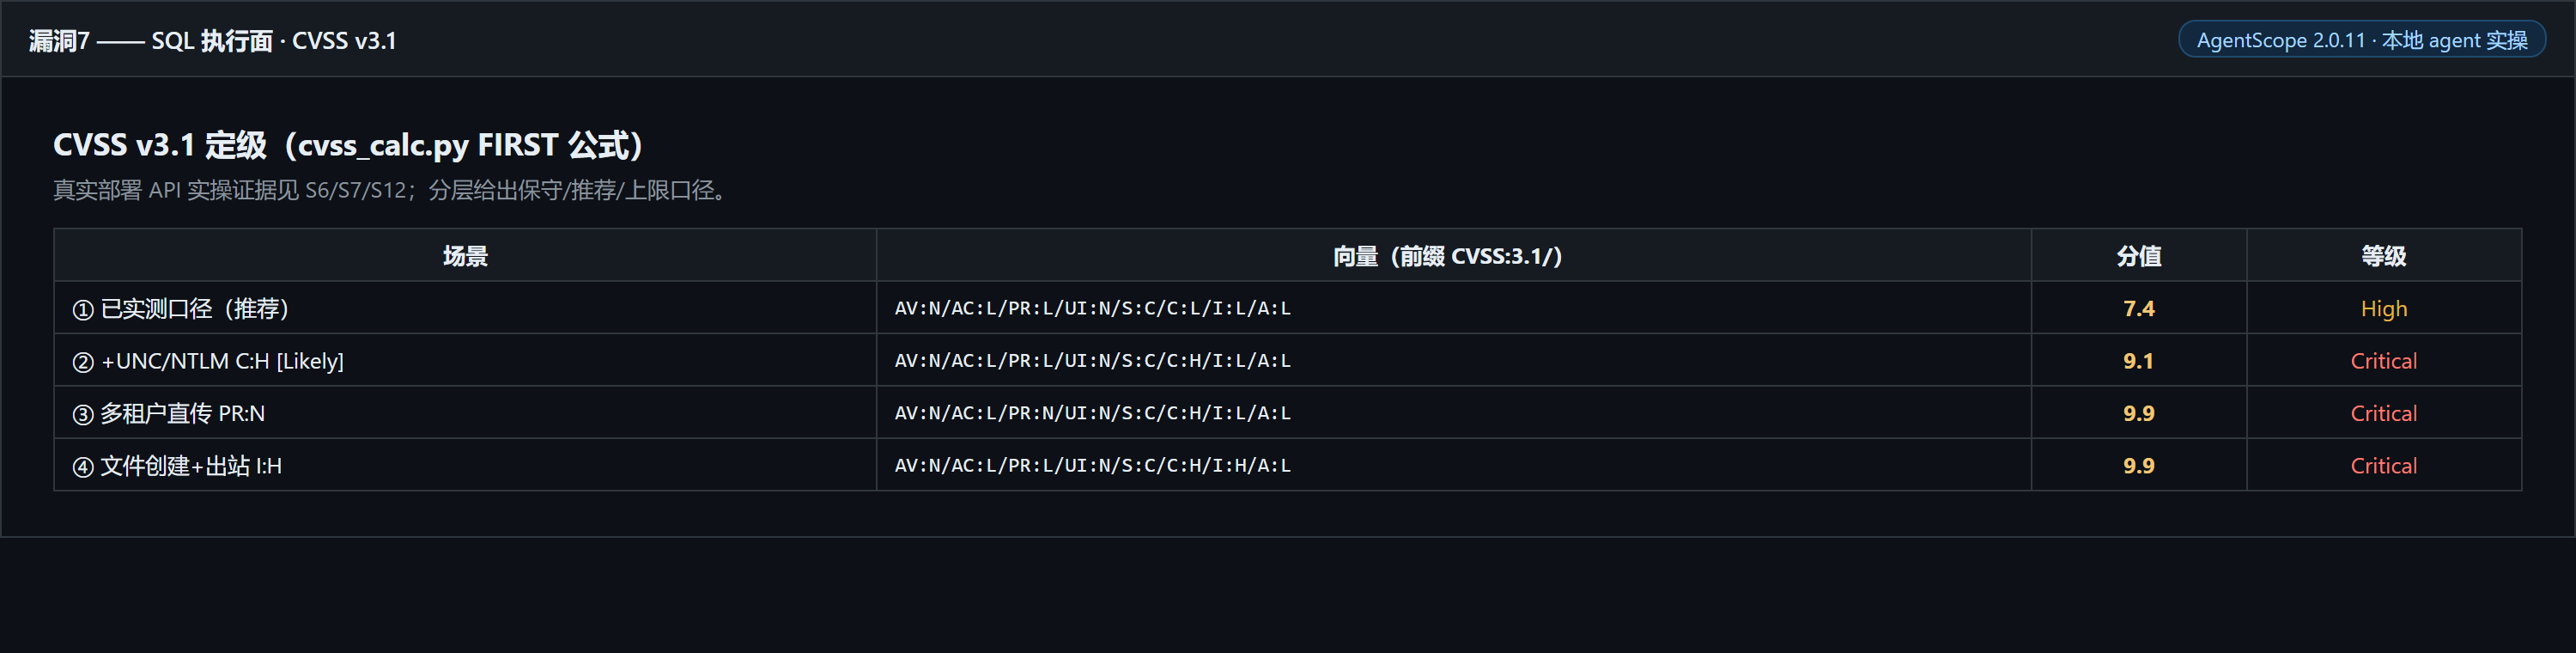 漏洞7 —— SQL 执行面 · CVSS v3.1
AgentScope 2.0.11 · 本地 agent 实操
CVSS v3.1 定级（cvss_calc.py FIRST 公式）
真实部署 API 实操证据见 S6/S7/S12；分层给出保守/推荐/上限口径。
场景 向量（前缀 CVSS:3.1/） 分值 等级
① 已实测口径（推荐） AV:N/AC:L/PR:L/UI:N/S:C/C:L/I:L/A:L 7.4 High
② +UNC/NTLM C:H [Likely] AV:N/AC:L/PR:L/UI:N/S:C/C:H/I:L/A:L 9.1 Critical
③ 多租户直传 PR:N AV:N/AC:L/PR:N/UI:N/S:C/C:H/I:L/A:L 9.9 Critical
④ 文件创建+出站 I:H AV:N/AC:L/PR:L/UI:N/S:C/C:H/I:H/A:L 9.9 Critical